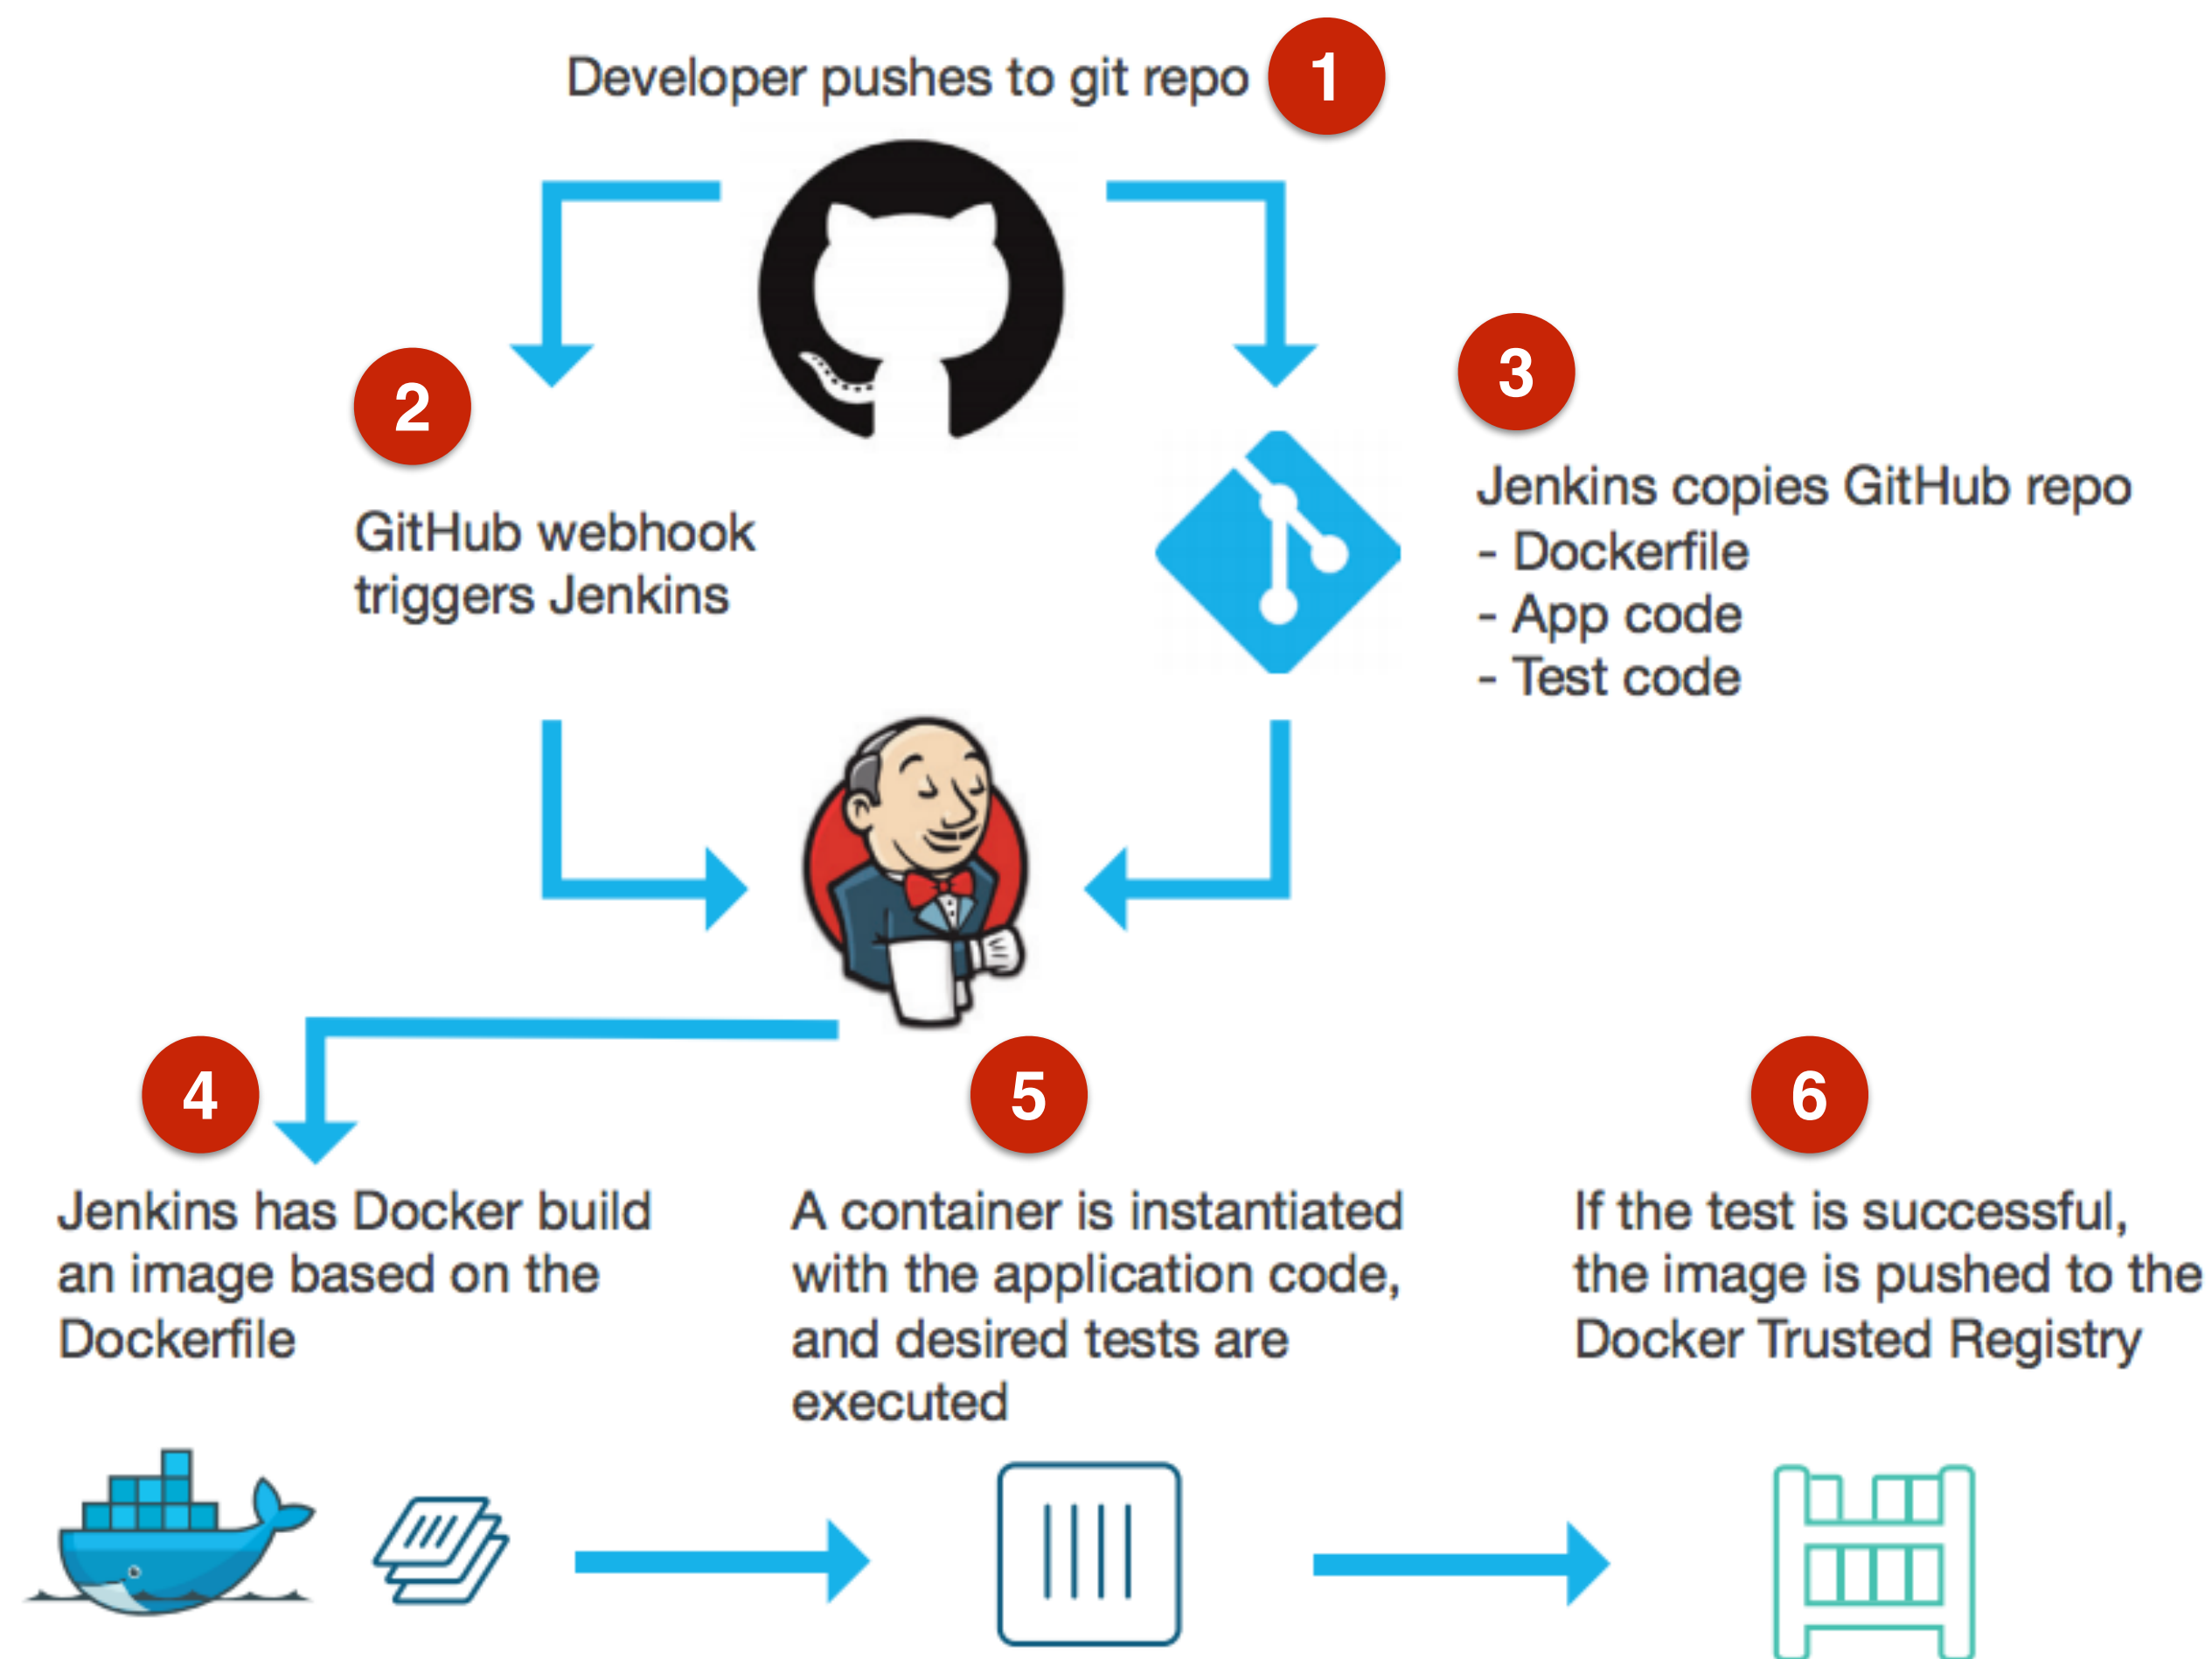 Developer pushes to git repo
1
2
GitHub webhook
triggers Jenkins
3
Jenkins copies GitHub repo
- Dockerfile
- App code
- Test code
4
Jenkins has Docker build
an image based on the
Dockerfile
5
A container is instantiated
with the application code,
and desired tests are
executed
6
If the test is successful,
the image is pushed to the
Docker Trusted Registry